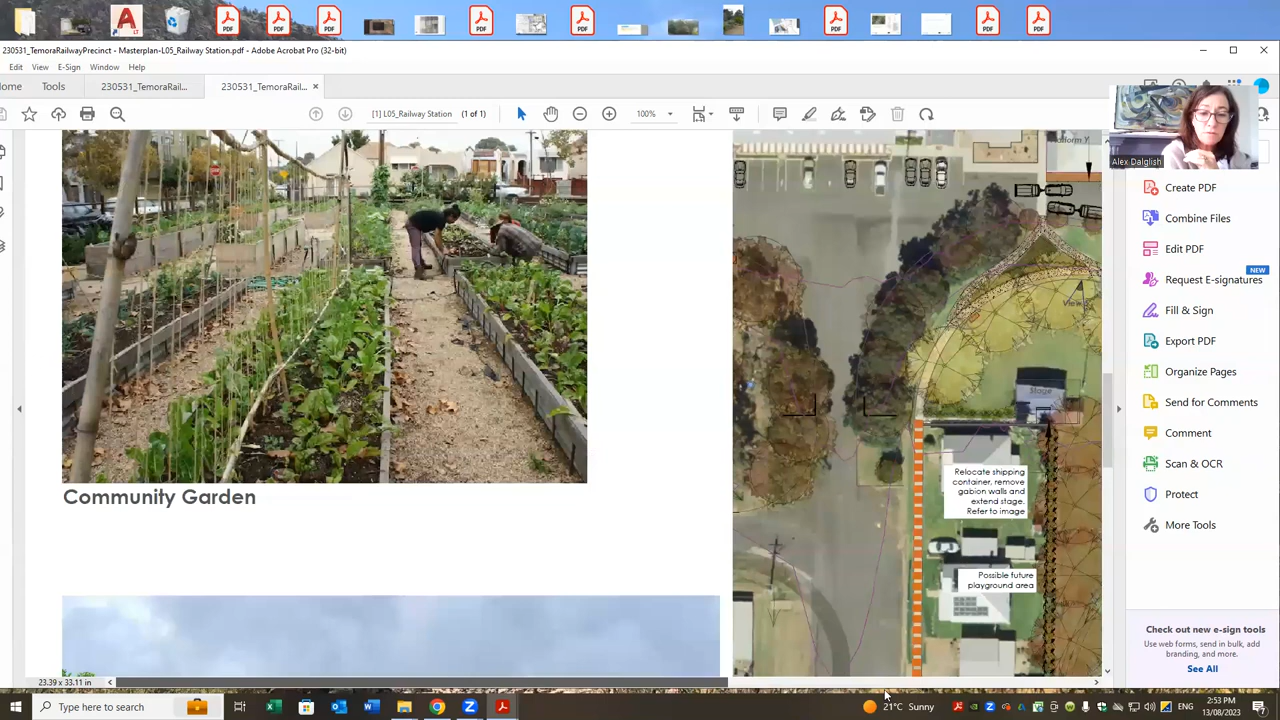 230531_TemoraRailwayPrecinct - Masterplan-L05_Railway Station.pdf - Adobe Acrobat Pro (32-bit)
Edit View E-Sign Window Help
ome Tools 230531_TemoraRail... 230531_TemoraRail... ×
[1] L05_Railway Station (1 of 1) 100%
Alex Dalglish
Create PDF
Combine Files
Edit PDF
Request E-signatures NEW
Fill & Sign
Export PDF
Organize Pages
Send for Comments
Comment
Scan & OCR
Protect
More Tools
Stage
Relocate shipping
container, remove
gabion walls and
extend stage.
Refer to image
Possible future
playground area
Community Garden
Check out new e-sign tools
Use web forms, send in bulk, add
branding, and more.
See All
23.39 x 33.11 in
Type here to search
21°C Sunny
ENG
2:53 PM
13/08/2023